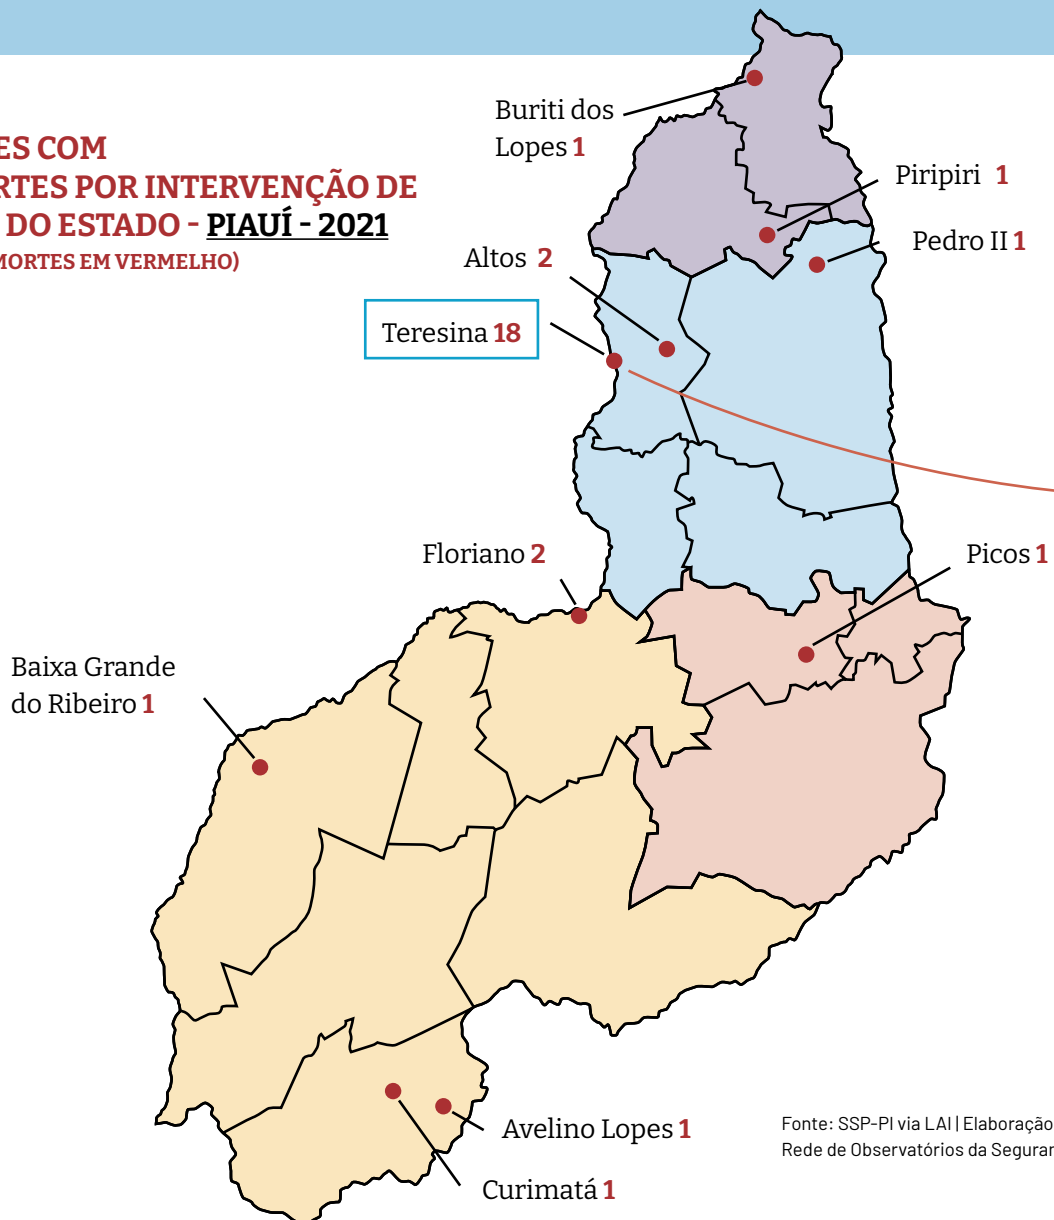 ES COM
RTES POR INTERVENÇÃO DE
DO ESTADO - PIAUÍ - 2021
MORTES EM VERMELHO)
Buriti dos
Lopes 1
Piripiri 1
Pedro II 1
Altos 2
Teresina 18
Floriano 2
Picos 1
Baixa Grande
do Ribeiro 1
Avelino Lopes 1
Curimatá 1
Fonte: SSP-PI via LAI | Elaboração
Rede de Observatórios da Seguran